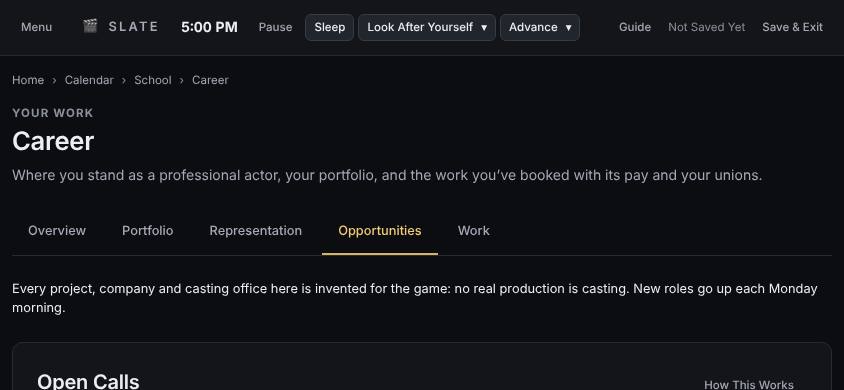 Menu 🎬 SLATE 5:00 PM Pause Sleep Look After Yourself ▾ Advance ▾ Guide Not Saved Yet Save & Exit
Home › Calendar › School › Career
YOUR WORK
Career
Where you stand as a professional actor, your portfolio, and the work you’ve booked with its pay and your unions.
Overview Portfolio Representation Opportunities Work
Every project, company and casting office here is invented for the game: no real production is casting. New roles go up each Monday
morning.
Open Calls How This Works